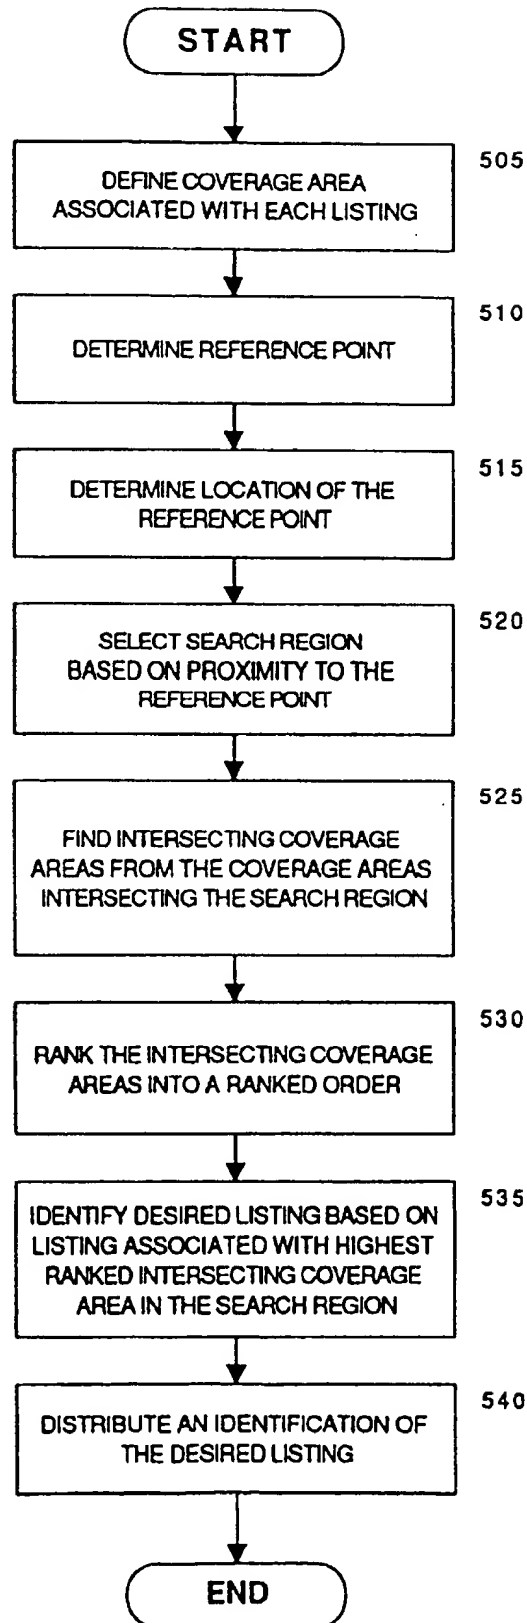 START
505
DEFINE COVERAGE AREA
ASSOCIATED WITH EACH LISTING
510
DETERMINE REFERENCE POINT
515
DETERMINE LOCATION OF THE
REFERENCE POINT
520
SELECT SEARCH REGION
BASED ON PROXIMITY TO THE
REFERENCE POINT
525
FIND INTERSECTING COVERAGE
AREAS FROM THE COVERAGE AREAS
INTERSECTING THE SEARCH REGION
530
RANK THE INTERSECTING COVERAGE
AREAS INTO A RANKED ORDER
535
IDENTIFY DESIRED LISTING BASED ON
LISTING ASSOCIATED WITH HIGHEST
RANKED INTERSECTING COVERAGE
AREA IN THE SEARCH REGION
540
DISTRIBUTE AN IDENTIFICATION OF
THE DESIRED LISTING
END